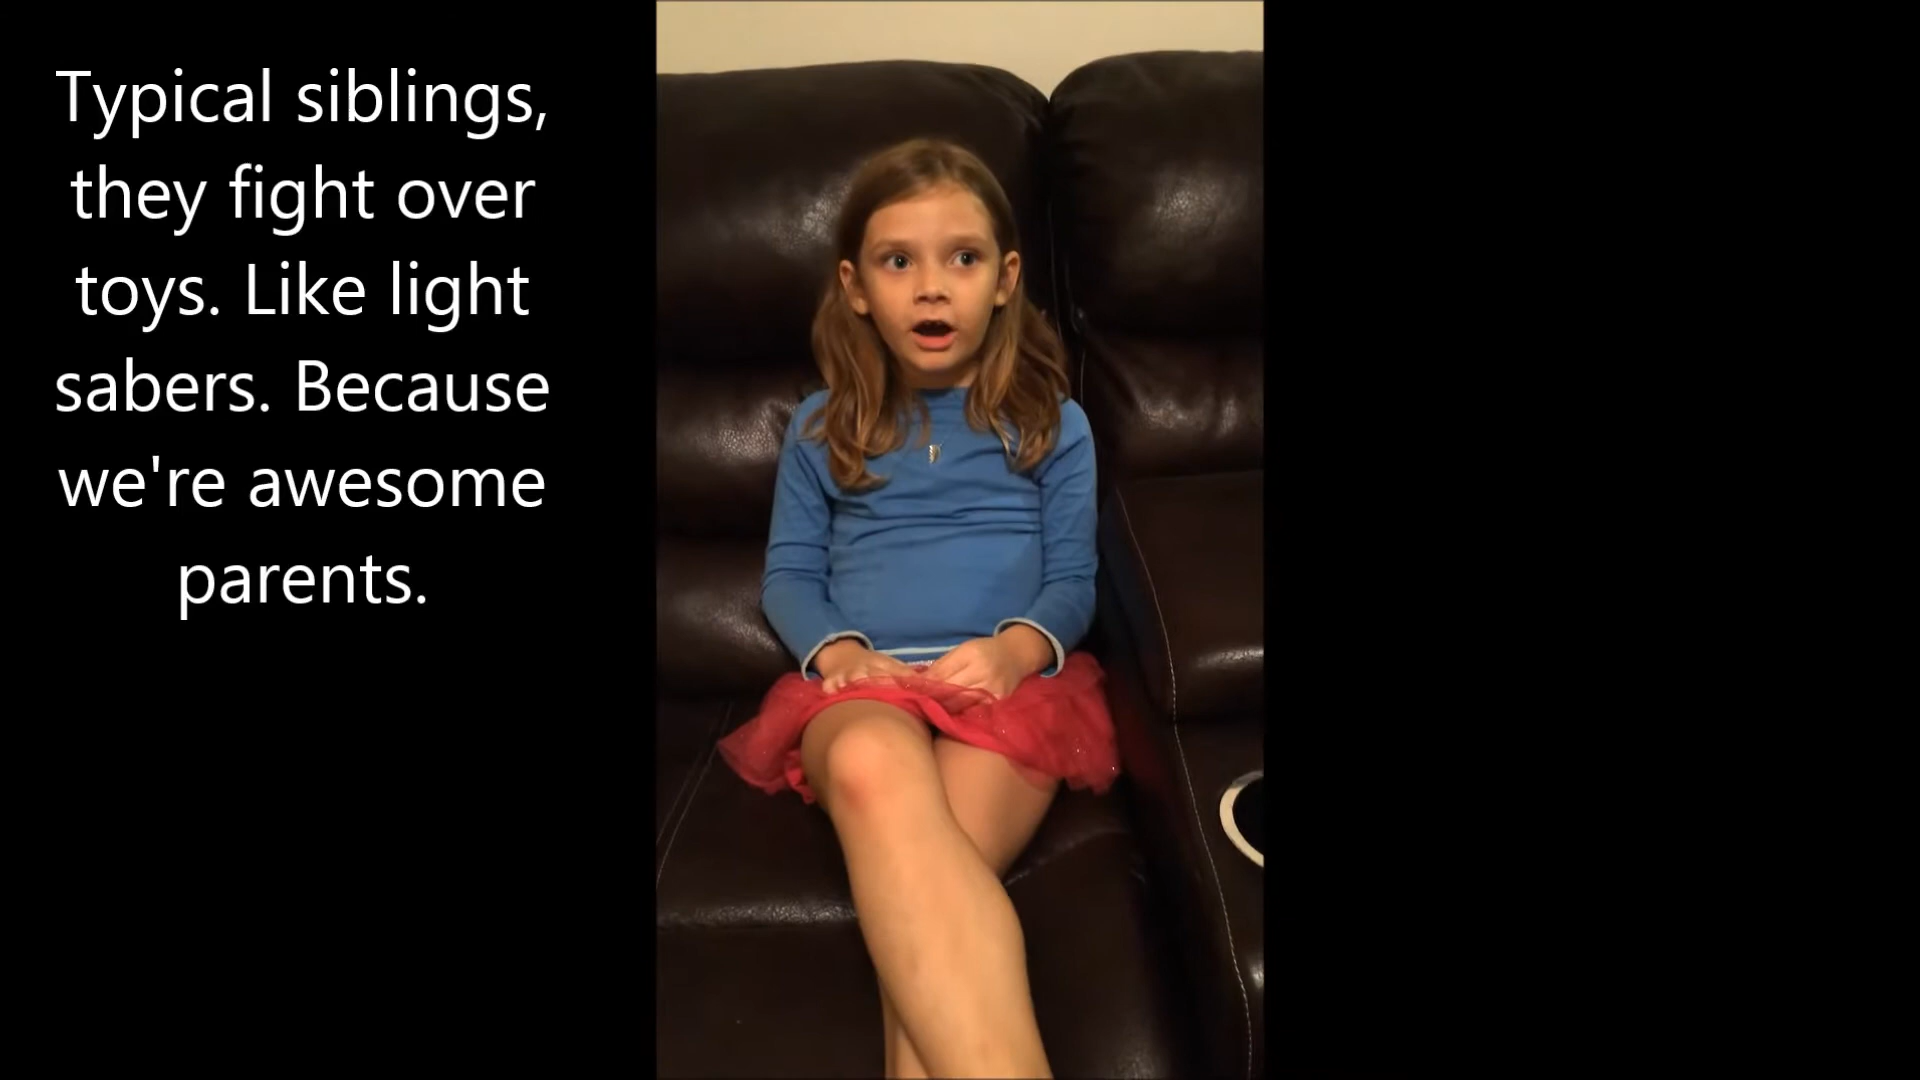 Typical siblings,
they fight over
toys. Like light
sabers. Because
we're awesome
parents.